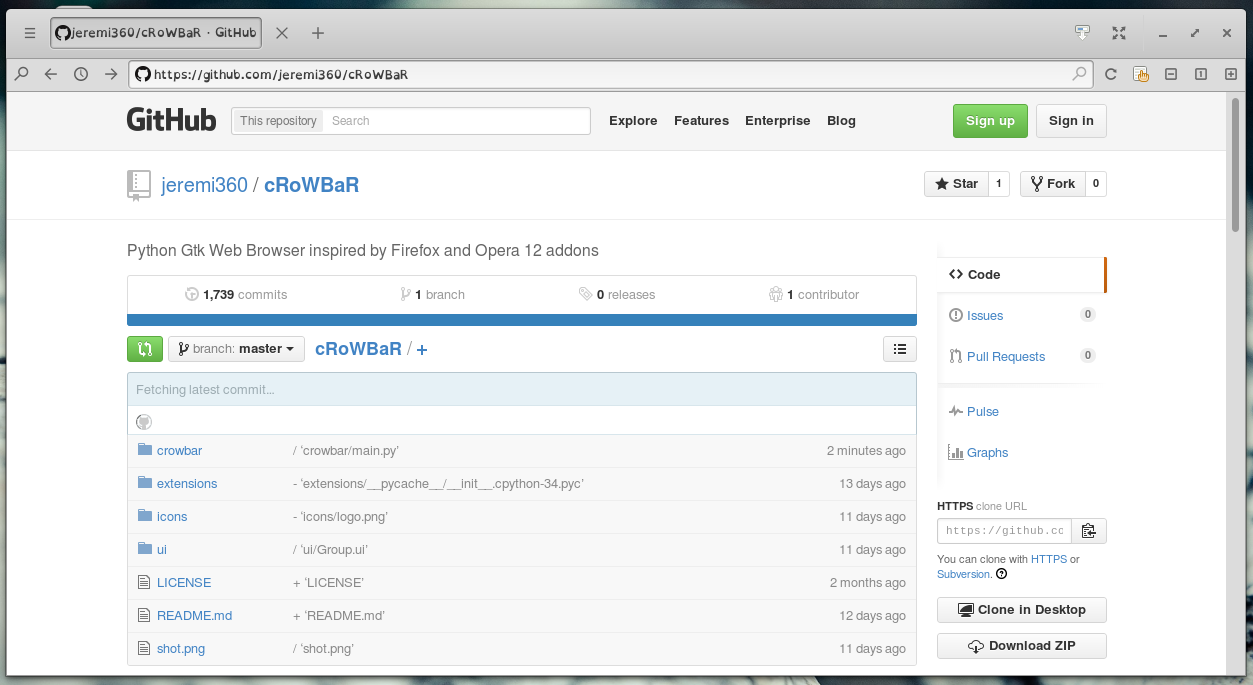 jeremi360/cRoWBaR · GitHub
https://github.com/jeremi360/cRoWBaR
GitHub This repository Search Explore Features Enterprise Blog Sign up Sign in
jeremi360 / cRoWBaR Star 1 Fork 0
Python Gtk Web Browser inspired by Firefox and Opera 12 addons
1,739 commits 1 branch 0 releases 1 contributor
branch: master cRoWBaR / +
Fetching latest commit...
crowbar / 'crowbar/main.py' 2 minutes ago
extensions - 'extensions/__pycache__/__init__.cpython-34.pyc' 13 days ago
icons - 'icons/logo.png' 11 days ago
ui / 'ui/Group.ui' 11 days ago
LICENSE + 'LICENSE' 2 months ago
README.md + 'README.md' 12 days ago
shot.png / 'shot.png' 11 days ago
Code
Issues 0
Pull Requests 0
Pulse
Graphs
HTTPS clone URL
https://github.cc
You can clone with HTTPS or
Subversion.
Clone in Desktop
Download ZIP